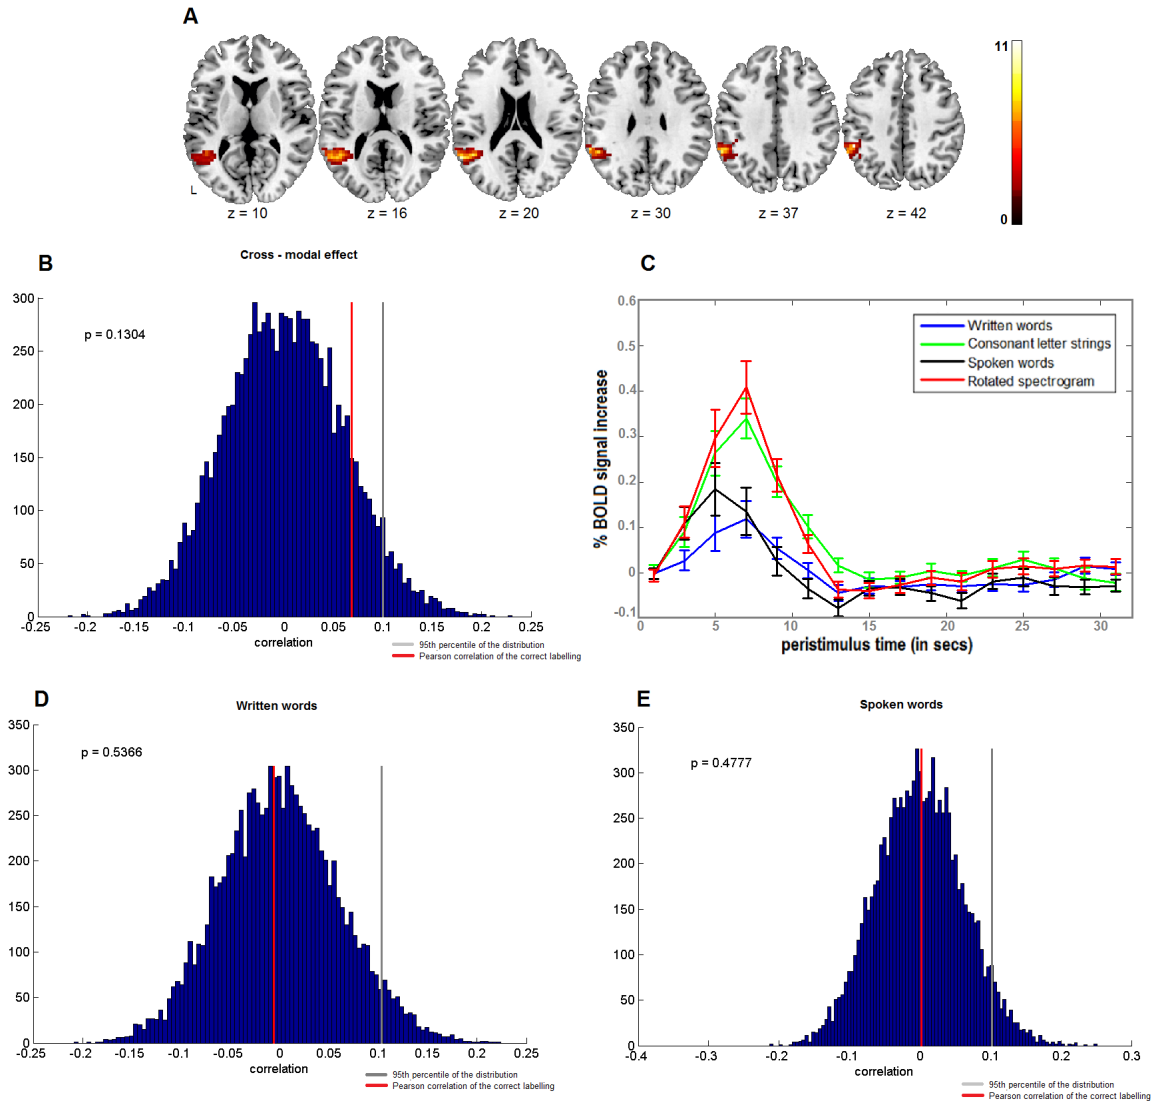 A
11
0
L
z = 10
z = 16
z = 20
z = 30
z = 37
z = 42
B
Cross - modal effect
300
250
200
150
100
50
0
p = 0.1304
-0.25
-0.2
-0.15
-0.1
-0.05
0
0.05
0.1
0.15
0.2
0.25
correlation
95th percentile of the distribution
Pearson correlation of the correct labelling
C
0.6
0.5
0.4
0.3
0.2
0.1
0
-0.1
% BOLD signal increase
Written words
Consonant letter strings
Spoken words
Rotated spectrogram
0
5
10
15
20
25
30
peristimulus time (in secs)
D
Written words
350
300
250
200
150
100
50
0
p = 0.5366
-0.25
-0.2
-0.15
-0.1
-0.05
0
0.05
0.1
0.15
0.2
0.25
correlation
95th percentile of the distribution
Pearson correlation of the correct labelling
E
Spoken words
350
300
250
200
150
100
50
0
p = 0.4777
-0.4
-0.3
-0.2
-0.1
0
0.1
0.2
0.3
correlation
95th percentile of the distribution
Pearson correlation of the correct labelling